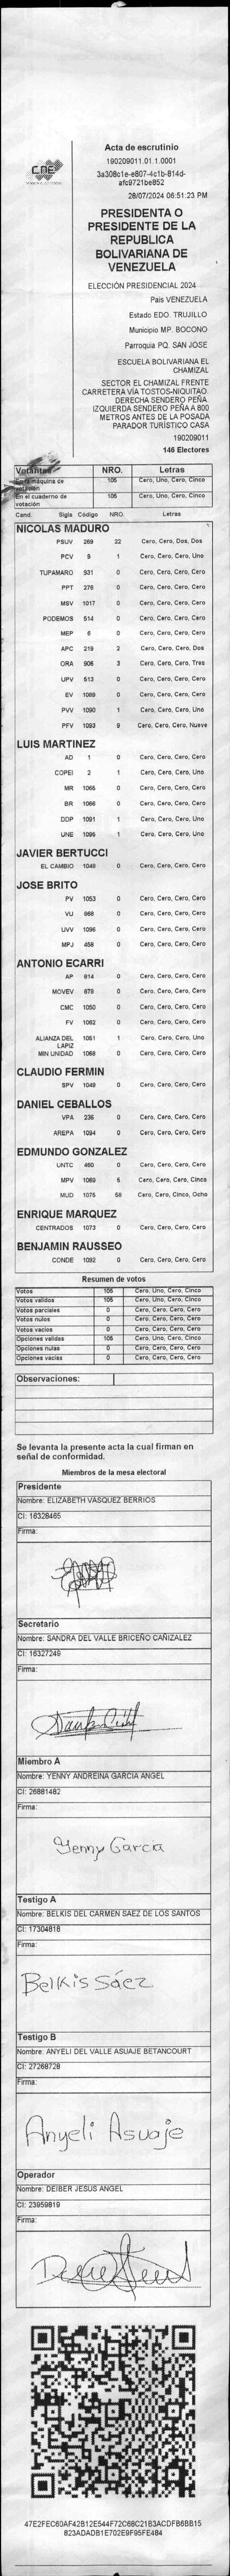 CNE
Acta de escrutinio
190209011.01.1.0001
3a308c1e-e807-4c1b-814d-
afc9721be852
28/07/2024 06:51:23 PM
PRESIDENTA O
PRESIDENTE DE LA
REPUBLICA
BOLIVARIANA DE
VENEZUELA
ELECCIÓN PRESIDENCIAL 2024
Pais VENEZUELA
Estado EDO. TRUJILLO
Municipio MP. BOCONO
Parroquia PQ. SAN JOSE
ESCUELA BOLIVARIANA EL
CHAMIZAL
SECTOR EL CHAMIZAL FRENTE
CARRETERA VÍA TOSTOS-NIQUITAO.
DERECHA SENDERO PEÑA.
IZQUIERDA SENDERO PEÑA A 800
METROS ANTES DE LA POSADA
PARADOR TURÍSTICO CASA
190209011
146 Electores
Votantes NRO. Letras
En la máquina de votación 105 Cero, Uno, Cero, Cinco
En el cuaderno de votación 105 Cero, Uno, Cero, Cinco
Cand. Sigls Código NRO. Letras
NICOLAS MADURO
PSUV 269 22 Cero, Cero, Dos, Dos
PCV 9 1 Cero, Cero, Cero, Uno
TUPAMARO 931 0 Cero, Cero, Cero, Cero
PPT 276 0 Cero, Cero, Cero, Cero
MSV 1017 0 Cero, Cero, Cero, Cero
PODEMOS 514 0 Cero, Cero, Cero, Cero
MEP 6 0 Cero, Cero, Cero, Cero
APC 219 2 Cero, Cero, Cero, Dos
ORA 906 3 Cero, Cero, Cero, Tres
UPV 513 0 Cero, Cero, Cero, Cero
EV 1089 0 Cero, Cero, Cero, Cero
PVV 1090 1 Cero, Cero, Cero, Uno
PFV 1093 9 Cero, Cero, Cero, Nueve
LUIS MARTINEZ
AD 1 0 Cero, Cero, Cero, Cero
COPEI 2 1 Cero, Cero, Cero, Uno
MR 1065 0 Cero, Cero, Cero, Cero
BR 1066 0 Cero, Cero, Cero, Cero
DDP 1091 1 Cero, Cero, Cero, Uno
UNE 1095 1 Cero, Cero, Cero, Uno
JAVIER BERTUCCI
EL CAMBIO 1048 0 Cero, Cero, Cero, Cero
JOSE BRITO
PV 1053 0 Cero, Cero, Cero, Cero
VU 868 0 Cero, Cero, Cero, Cero
UVV 1096 0 Cero, Cero, Cero, Cero
MPJ 458 0 Cero, Cero, Cero, Cero
ANTONIO ECARRI
AP 814 0 Cero, Cero, Cero, Cero
MOVEV 879 0 Cero, Cero, Cero, Cero
CMC 1050 0 Cero, Cero, Cero, Cero
FV 1062 0 Cero, Cero, Cero, Cero
ALIANZA DEL LAPIZ 1051 1 Cero, Cero, Cero, Uno
MIN UNIDAD 1068 0 Cero, Cero, Cero, Cero
CLAUDIO FERMIN
SPV 1049 0 Cero, Cero, Cero, Cero
DANIEL CEBALLOS
VPA 236 0 Cero, Cero, Cero, Cero
AREPA 1094 0 Cero, Cero, Cero, Cero
EDMUNDO GONZALEZ
UNTC 460 0 Cero, Cero, Cero, Cero
MPV 1069 5 Cero, Cero, Cero, Cinco
MUD 1075 58 Cero, Cero, Cinco, Ocho
ENRIQUE MARQUEZ
CENTRADOS 1073 0 Cero, Cero, Cero, Cero
BENJAMIN RAUSSEO
CONDE 1092 0 Cero, Cero, Cero, Cero
Resumen de votos
Votos 105 Cero, Uno, Cero, Cinco
Votos validos 105 Cero, Uno, Cero, Cinco
Votos parciales 0 Cero, Cero, Cero, Cero
Votos nulos 0 Cero, Cero, Cero, Cero
Votos vacios 0 Cero, Cero, Cero, Cero
Opciones validas 105 Cero, Uno, Cero, Cinco
Opciones nulas 0 Cero, Cero, Cero, Cero
Opciones vacias 0 Cero, Cero, Cero, Cero
Observaciones:
Se levanta la presente acta la cual firman en
señal de conformidad.
Miembros de la mesa electoral
Presidente
Nombre: ELIZABETH VASQUEZ BERRIOS
CI: 16328465
Firma:
Secretario
Nombre: SANDRA DEL VALLE BRICEÑO CAÑIZALEZ
CI: 16327249
Firma:
Miembro A
Nombre: YENNY ANDREINA GARCIA ANGEL
CI: 26881482
Firma:
Yenny Garcia
Testigo A
Nombre: BELKIS DEL CARMEN SAEZ DE LOS SANTOS
CI: 17304818
Firma:
Belkis Sáez
Testigo B
Nombre: ANYELI DEL VALLE ASUAJE BETANCOURT
CI: 27268728
Firma:
Anyeli Asuaje
Operador
Nombre: DEIBER JESUS ANGEL
CI: 23959819
Firma:
47E2FEC60AF42B12E544F72C66C21B3ACDFB6BB15
823ADADB1E702E9F95FE484